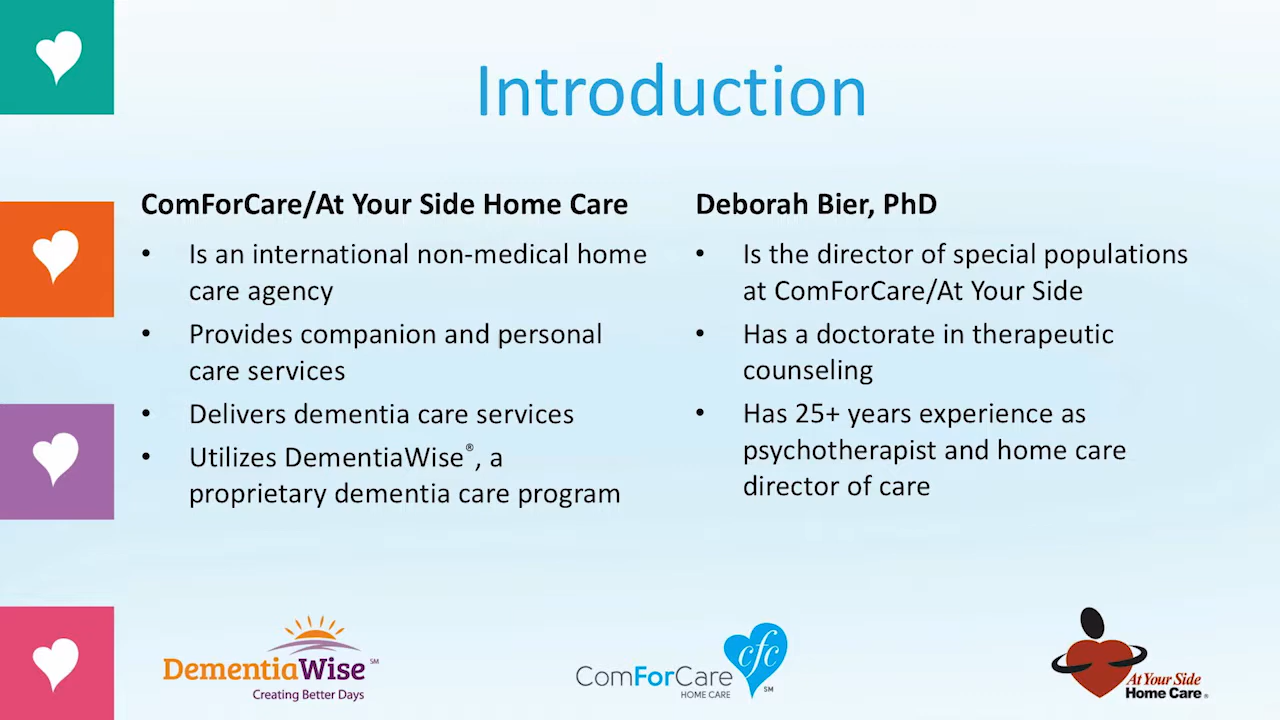 Introduction
ComForCare/At Your Side Home Care
• Is an international non-medical home
care agency
• Provides companion and personal
care services
• Delivers dementia care services
• Utilizes DementiaWise®, a
proprietary dementia care program
Deborah Bier, PhD
• Is the director of special populations
at ComForCare/At Your Side
• Has a doctorate in therapeutic
counseling
• Has 25+ years experience as
psychotherapist and home care
director of care
DementiaWise℠
Creating Better Days
ComForCare
HOME CARE
cfc
SM
At Your Side
Home Care®